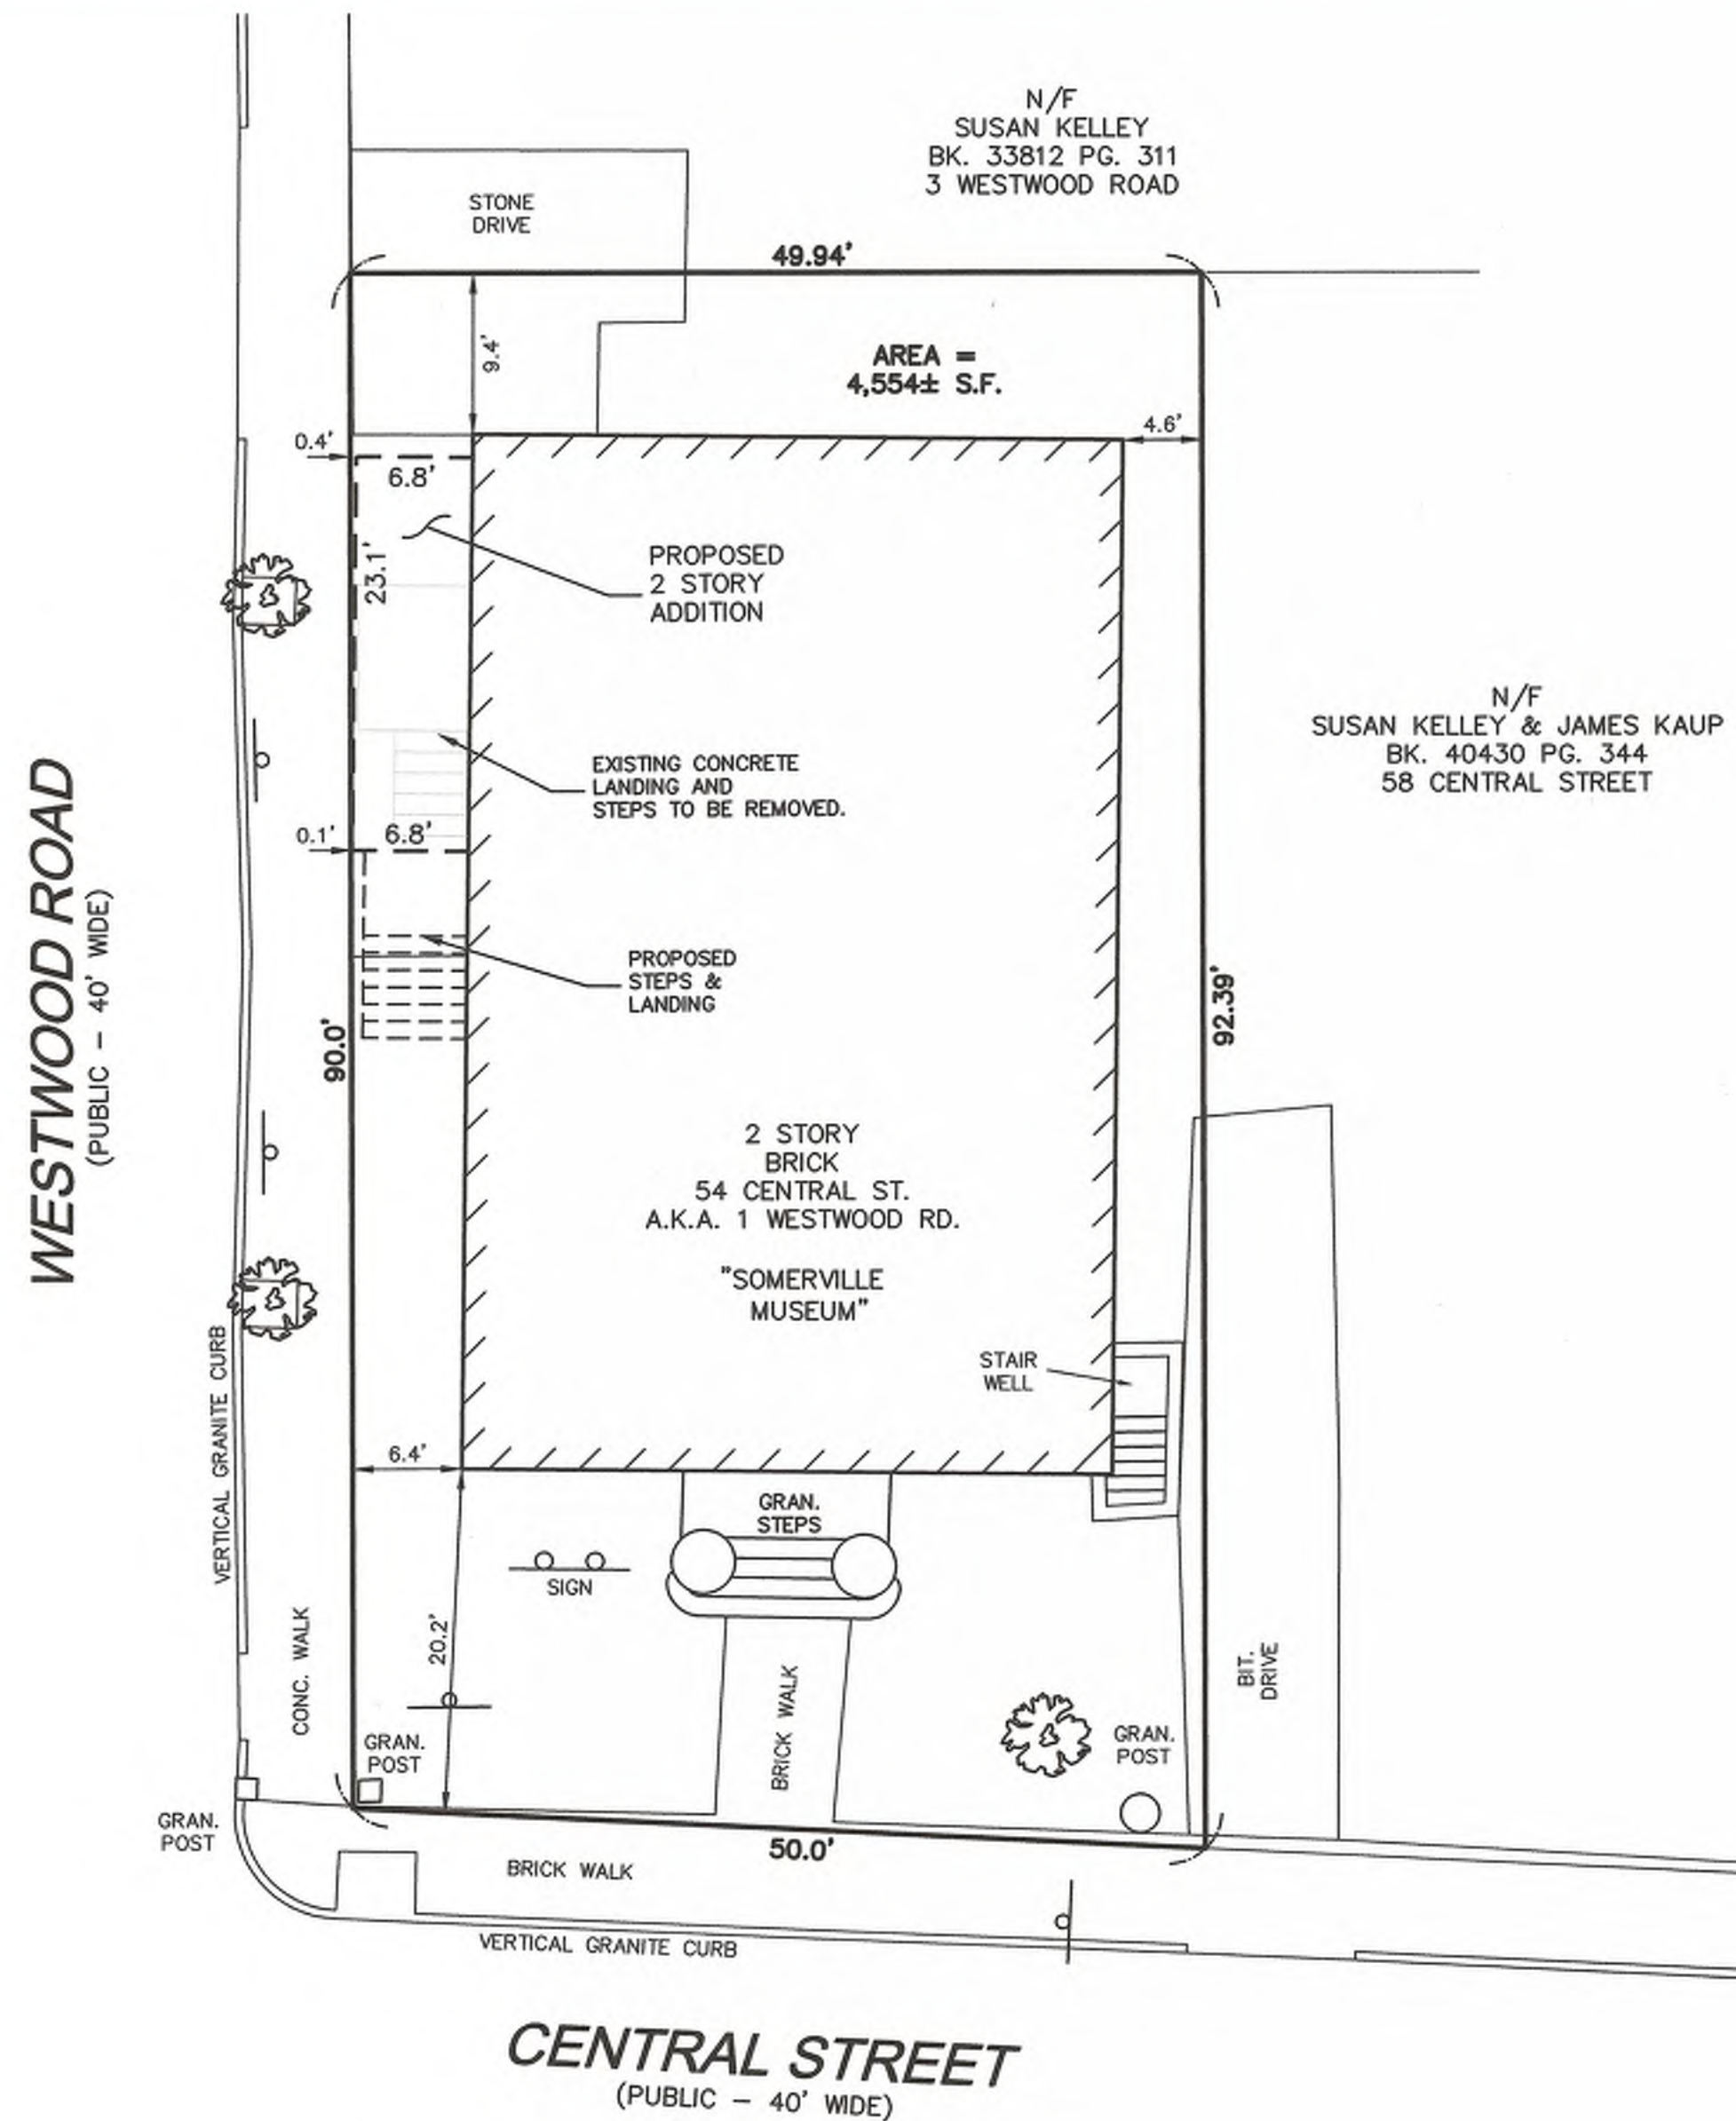 N/F
SUSAN KELLEY
BK. 33812 PG. 311
3 WESTWOOD ROAD
STONE
DRIVE
49.94'
9.4'
AREA =
4,554± S.F.
4.6'
0.4'
6.8'
23.1'
PROPOSED
2 STORY
ADDITION
N/F
SUSAN KELLEY & JAMES KAUP
BK. 40430 PG. 344
58 CENTRAL STREET
EXISTING CONCRETE
LANDING AND
STEPS TO BE REMOVED.
0.1'
6.8'
WESTWOOD ROAD
(PUBLIC – 40' WIDE)
PROPOSED
STEPS &
LANDING
90.0'
92.39'
2 STORY
BRICK
54 CENTRAL ST.
A.K.A. 1 WESTWOOD RD.
"SOMERVILLE
MUSEUM"
STAIR
WELL
VERTICAL GRANITE CURB
6.4'
GRAN.
STEPS
SIGN
20.2'
CONC. WALK
BRICK WALK
BIT.
DRIVE
GRAN.
POST
GRAN.
POST
GRAN.
POST
50.0'
BRICK WALK
VERTICAL GRANITE CURB
CENTRAL STREET
(PUBLIC – 40' WIDE)